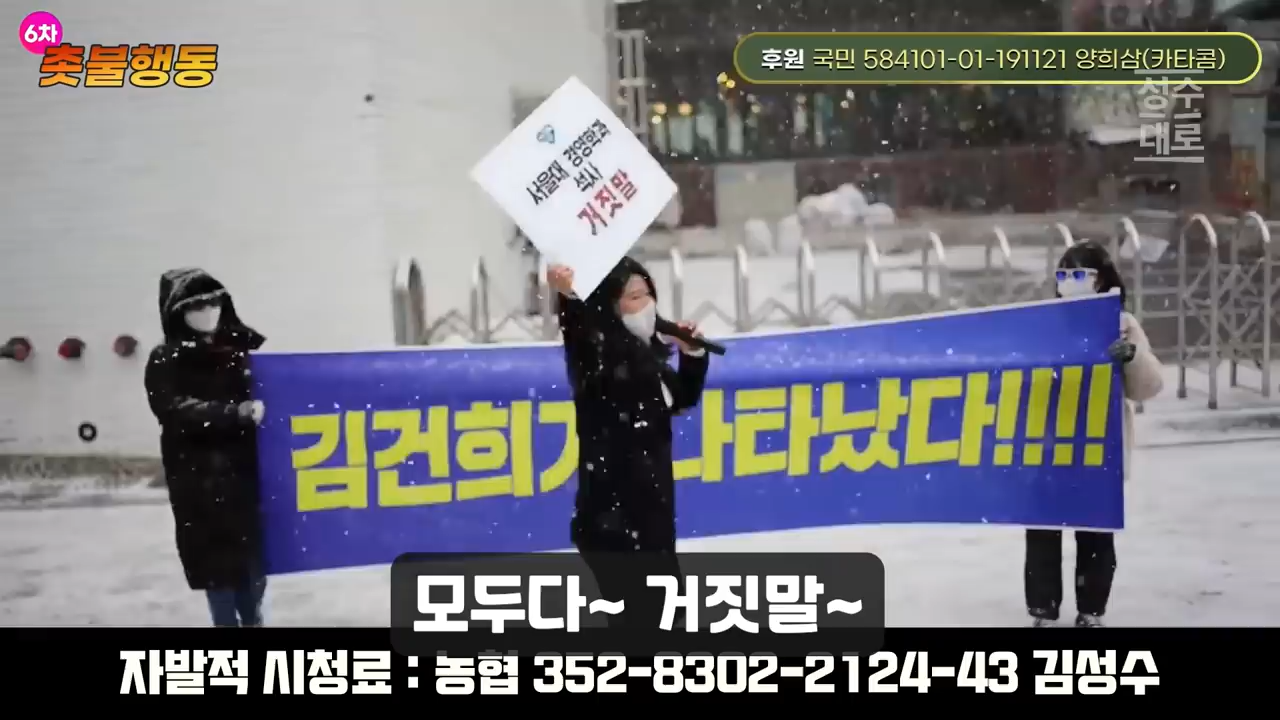 6차
촛불행동
후원 국민 584101-01-191121 양희삼(카타콤)
성수
대로
서울대 경영학과
석사
거짓말
김건희가 나타났다!!!!
모두다~ 거짓말~
자발적 시청료 : 농협 352-8302-2124-43 김성수